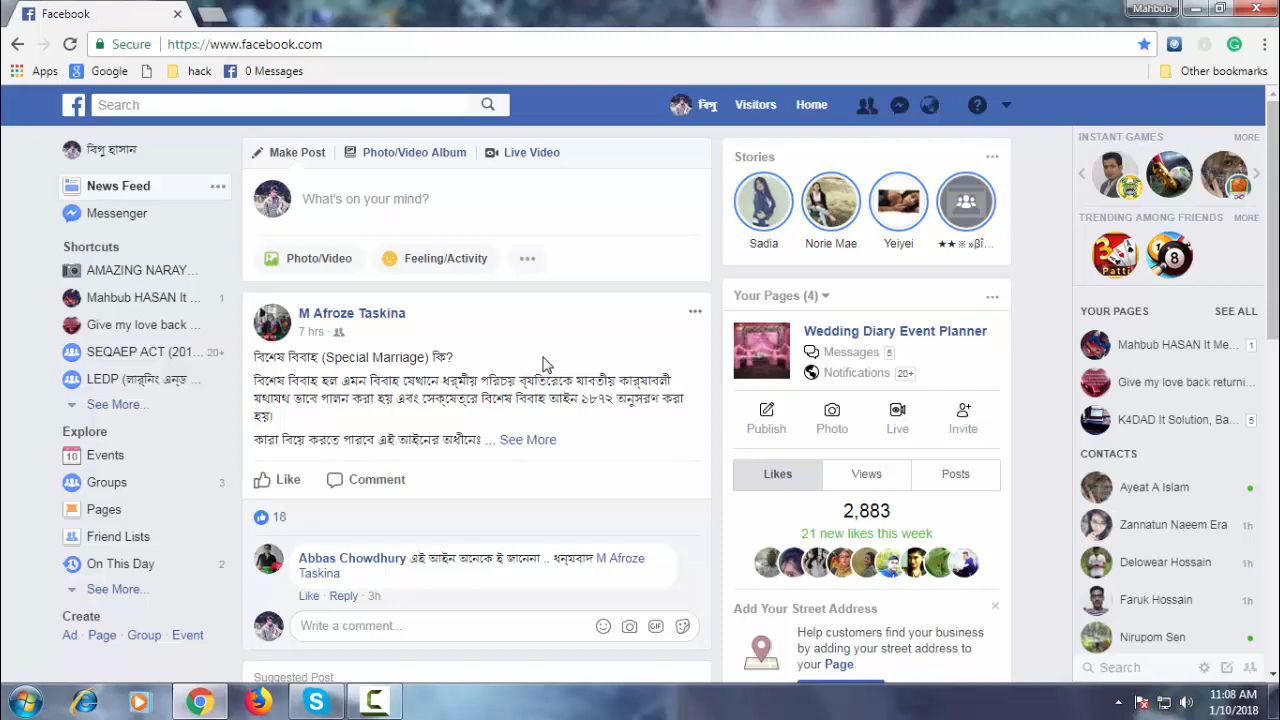 Facebook
Mahbub
Secure
https://www.facebook.com
Apps
Google
hack
0 Messages
Other bookmarks
Search
বিপু
Visitors
Home
বিপু হাসান
News Feed
Messenger
Shortcuts
AMAZING NARAY...
Mahbub HASAN It ... 1
Give my love back ...
SEQAEP ACT (201... 20+
LEDP (লার্নিং এন্ড ...
See More...
Explore
10 Events
Groups 3
Pages
Friend Lists
On This Day 2
See More...
Create
Ad · Page · Group · Event
Make Post
Photo/Video Album
Live Video
What's on your mind?
Photo/Video
Feeling/Activity
M Afroze Taskina
7 hrs ·
বিশেষ বিবাহ (Special Marriage) কি?
বিশেষ বিবাহ হল এমন বিবাহ যেখানে ধর্মীয় পরিচয় ব্যতিরেকে যাবতীয় কার্যাবলী
যথাযথ ভাবে পালন করা হয় এবং সেক্ষেত্রে বিশেষ বিবাহ আইন ১৮৭২ অনুসরণ করা
হয়।
কারা বিয়ে করতে পারবে এই আইনের অধীনেঃ ... See More
Like
Comment
18
Abbas Chowdhury এই আইন অনেকে ই জানেনা .. ধন্যবাদ M Afroze
Taskina
Like · Reply · 3h
Write a comment...
GIF
Suggested Post
Stories
Sadia
Norie Mae
Yeiyei
Your Pages (4)
Wedding Diary Event Planner
Messages 5
Notifications 20+
Publish
Photo
Live
Invite
Likes
Views
Posts
2,883
21 new likes this week
Add Your Street Address
Help customers find your business
by adding your street address to
your Page.
INSTANT GAMES
MORE
TRENDING AMONG FRIENDS
MORE
3
Patti
8
YOUR PAGES
SEE ALL
Mahbub HASAN It Me... 1
Give my love back returni...
K4DAD It Solution, Ba... 5
CONTACTS
Ayeat A Islam
Zannatun Naeem Era 1h
Delowear Hossain 1h
Faruk Hossain 1h
Nirupom Sen
Search
11:08 AM
1/10/2018